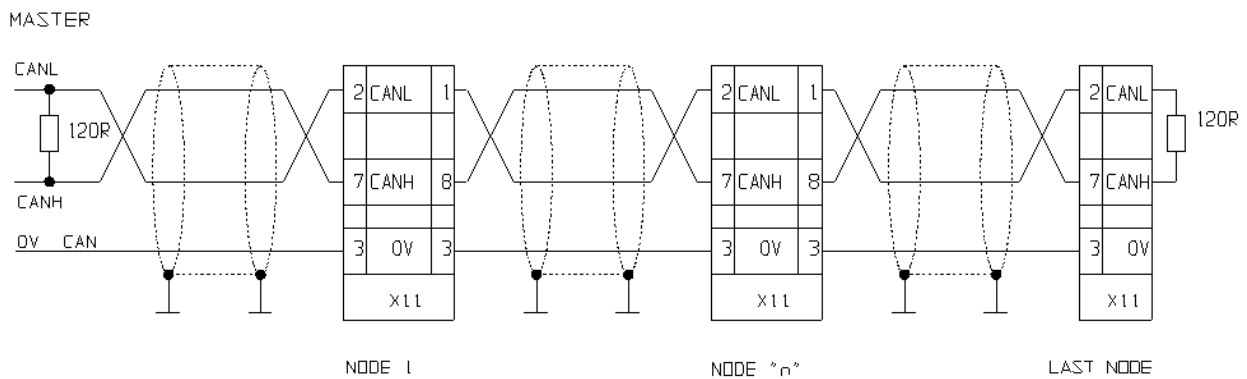 MASTER
CANL
120R
CANH
0V CAN
2 CANL 1
7 CANH 8
3 0V 3
X11
NODE 1
2 CANL 1
7 CANH 8
3 0V 3
X11
NODE "n"
2 CANL
7 CANH
3 0V
X11
120R
LAST NODE